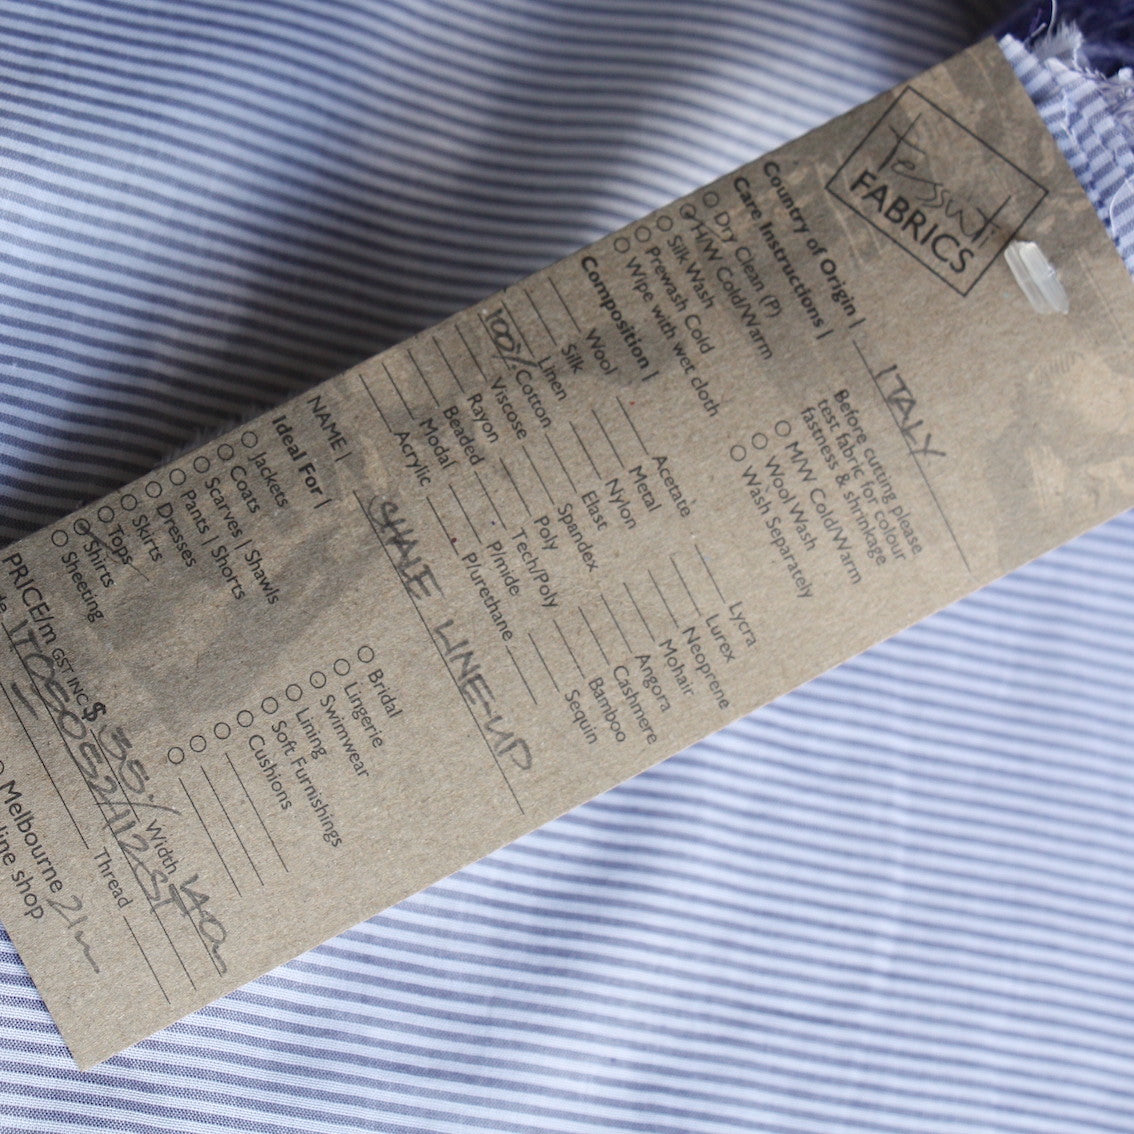 Tessuti
FABRICS
Country of Origin | ITALY
Care Instructions |
Dry Clean (P)
H/W Cold/Warm
Silk Wash
Prewash Cold
Wipe with wet cloth
Before cutting please
test fabric for colour
fastness & shrinkage
M/W Cold/Warm
Wool Wash
Wash Separately
Composition |
Wool
Silk
Linen
100% Cotton
Viscose
Rayon
Beaded
Modal
Acrylic
Acetate
Metal
Nylon
Elast
Spandex
Poly
Tech/Poly
P/mide
P/urethane
Lycra
Lurex
Neoprene
Mohair
Angora
Cashmere
Bamboo
Sequin
NAME | SHALE LINE-UP
Ideal For |
Jackets
Coats
Scarves | Shawls
Pants | Shorts
Dresses
Skirts
Tops
Shirts
Sheeting
Bridal
Lingerie
Swimwear
Lining
Soft Furnishings
Cushions
PRICE/m GST INC $ 35 Width 140
Thread
Melbourne 21m
line shop